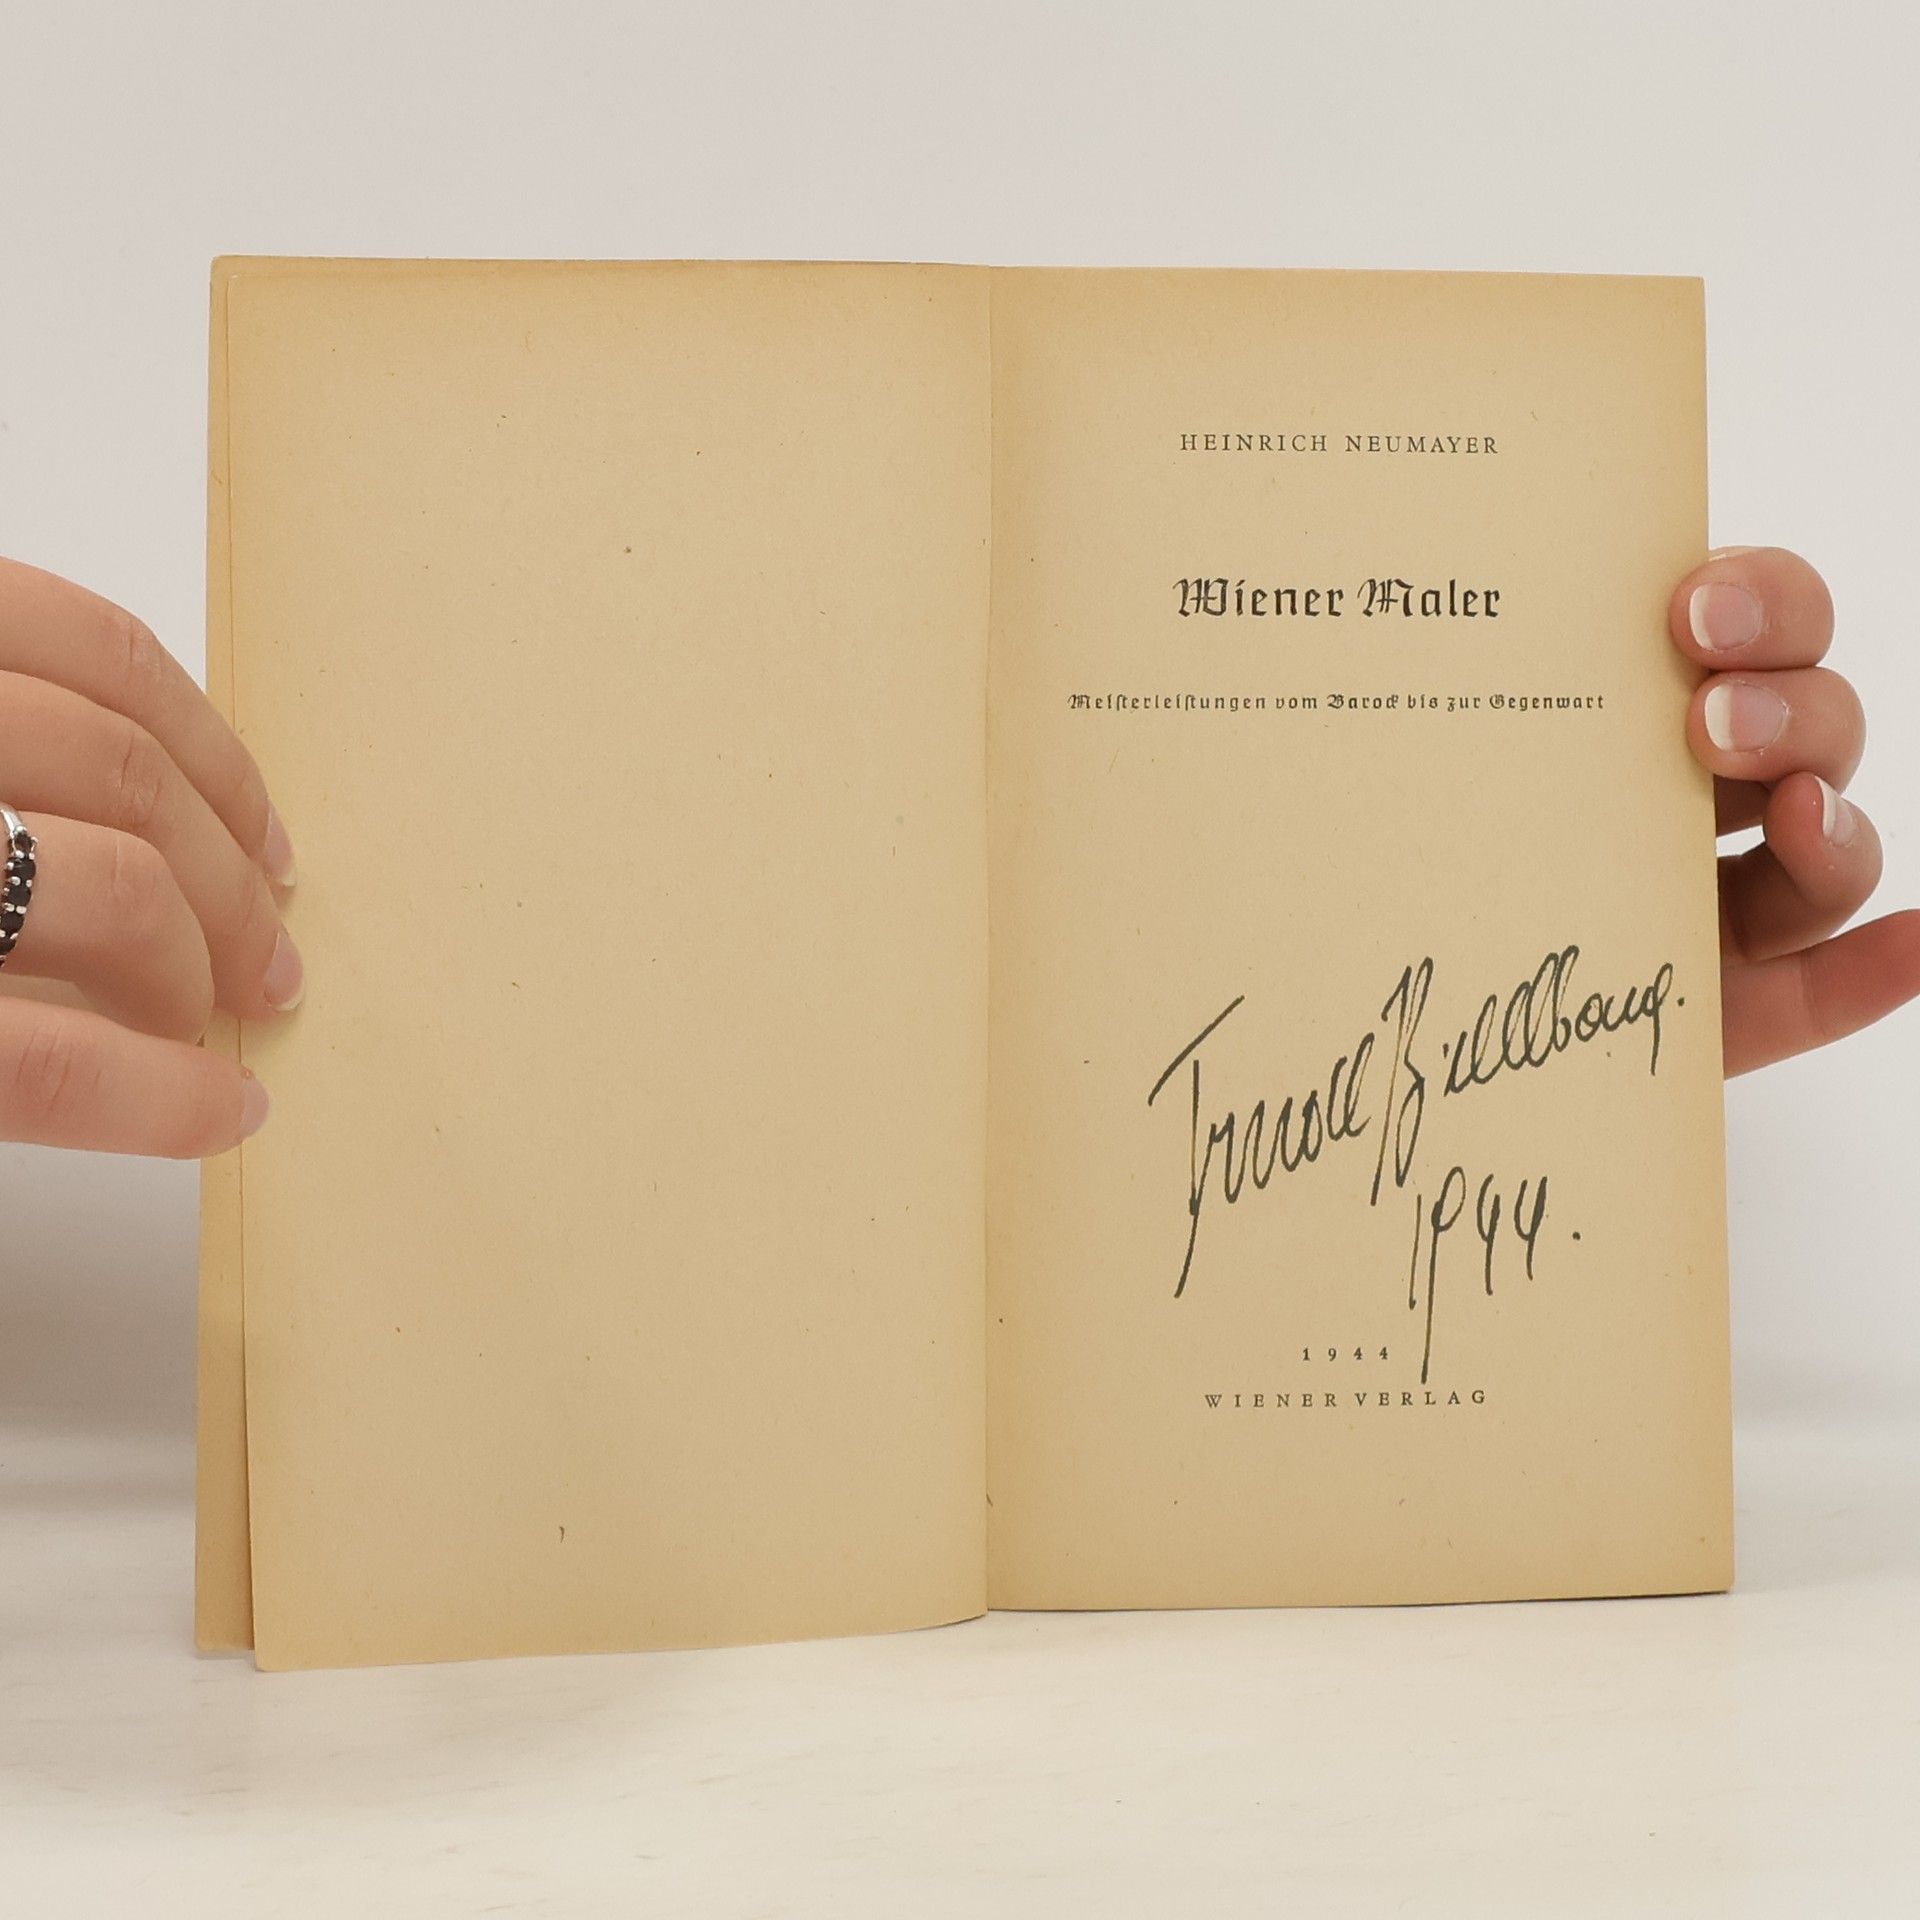 HEINRICH NEUMAYER
Wiener Maler
Meisterleistungen vom Barock bis zur Gegenwart
1944.
1944
WIENER VERLAG